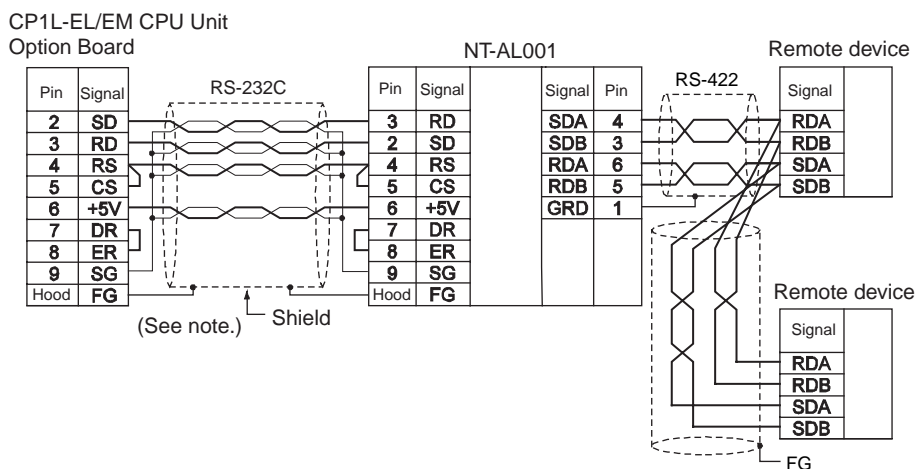 CP1L-EL/EM CPU Unit
Option Board
NT-AL001
Remote device
RS-232C
RS-422
Pin Signal
2 SD
3 RD
4 RS
5 CS
6 +5V
7 DR
8 ER
9 SG
Hood FG
Pin Signal
3 RD
2 SD
4 RS
5 CS
6 +5V
7 DR
8 ER
9 SG
Hood FG
Signal Pin
SDA 4
SDB 3
RDA 6
RDB 5
GRD 1
Signal
RDA
RDB
SDA
SDB
(See note.)
Shield
Remote device
Signal
RDA
RDB
SDA
SDB
FG